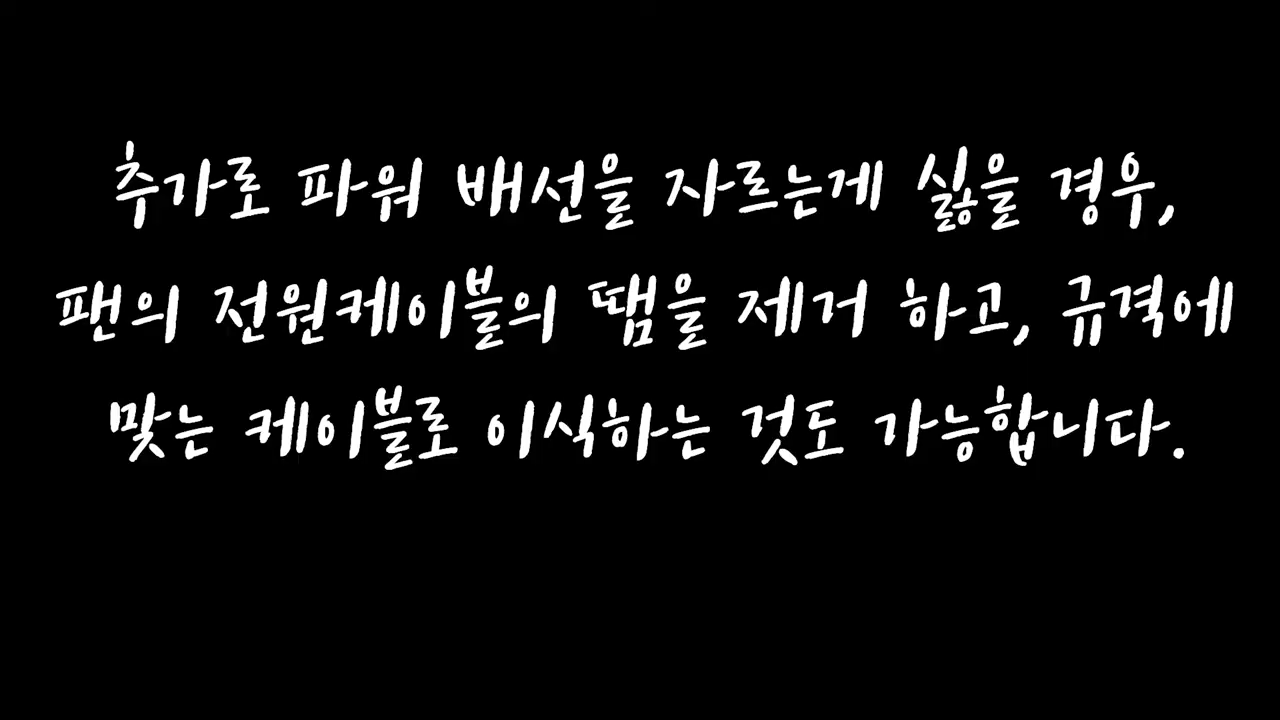 추가로 파워 배선을 자르는게 싫을 경우,
팬의 전원케이블의 땜을 제거 하고, 규격에
맞는 케이블로 이식하는 것도 가능합니다.